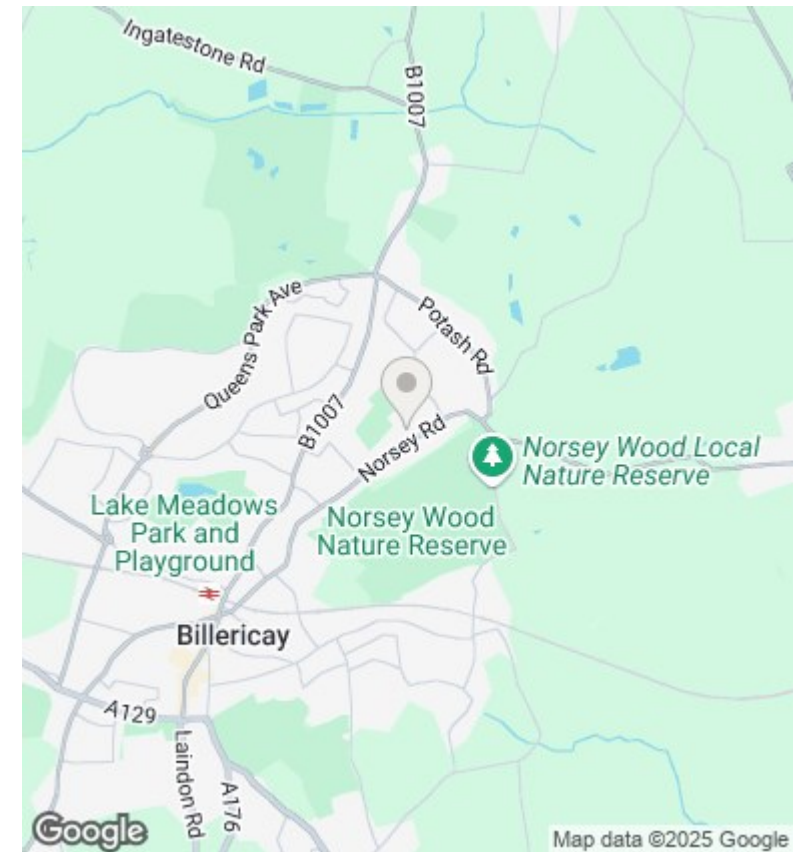 Ingatestone Rd
B1007
Queens Park Ave
Potash Rd
B1007
Norsey Rd
Norsey Wood Local
Nature Reserve
Lake Meadows
Park and
Playground
Norsey Wood
Nature Reserve
Billericay
A129
Laindon Rd
A176
Google
Map data ©2025 Google